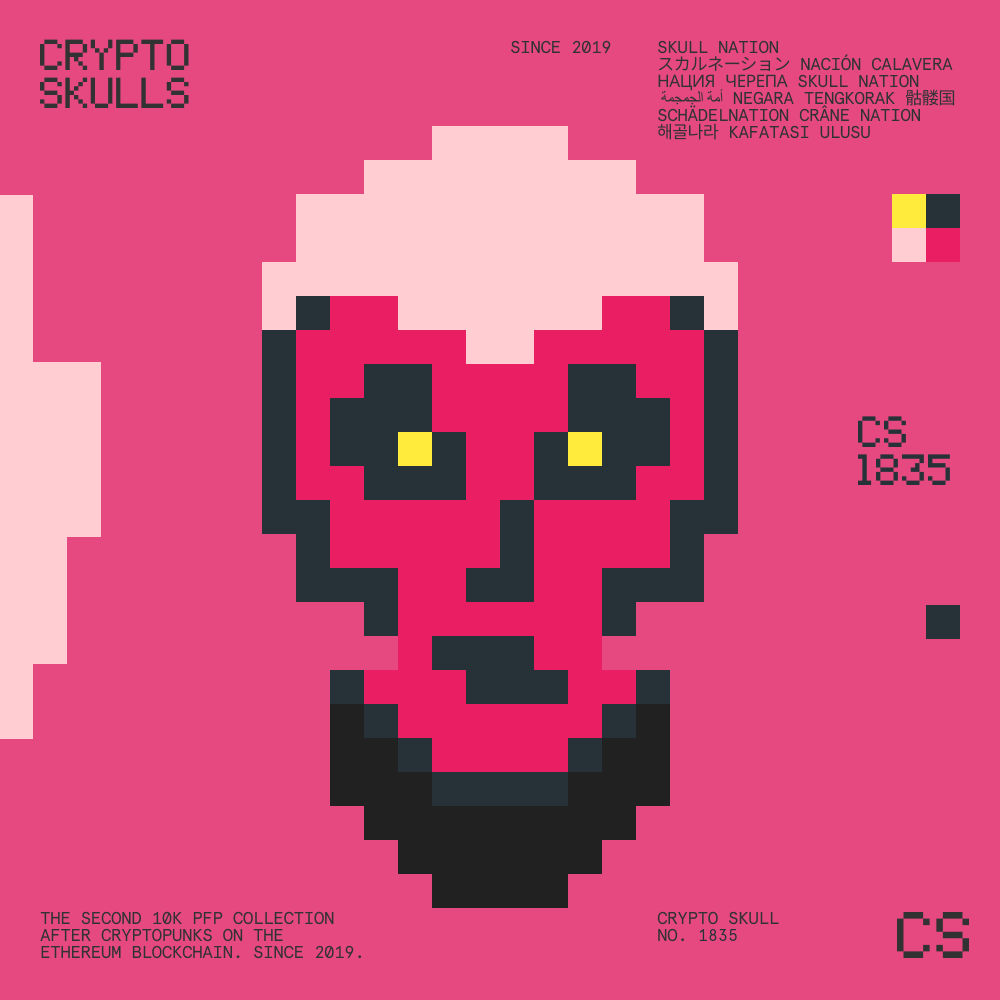 CRYPTO
SKULLS
SINCE 2019
SKULL NATION
スカルネーション NACIÓN CALAVERA
НАЦИЯ ЧЕРЕПА SKULL NATION
أمة الجمجمة NEGARA TENGKORAK 骷髅国
SCHÄDELNATION CRÂNE NATION
해골나라 KAFATASI ULUSU
CS
1835
THE SECOND 10K PFP COLLECTION
AFTER CRYPTOPUNKS ON THE
ETHEREUM BLOCKCHAIN. SINCE 2019.
CRYPTO SKULL
NO. 1835
CS